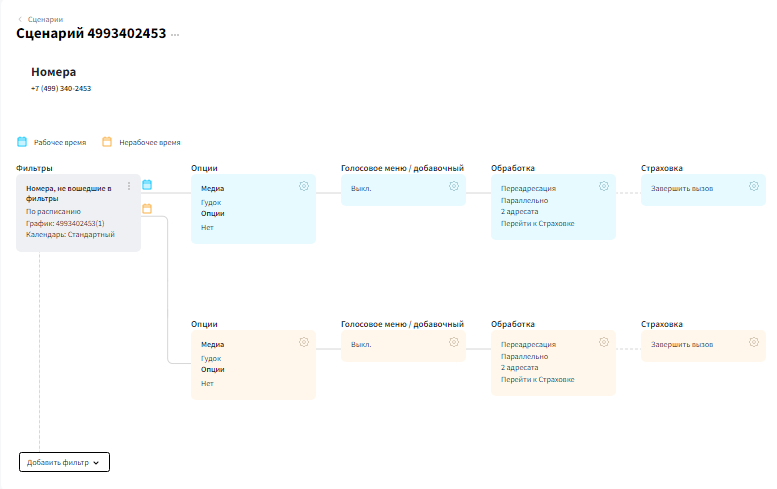 Сценарии
Сценарий 4993402453 ...
Номера
+7 (499) 340-2453
Рабочее время
Нерабочее время
Фильтры
Номера, не вошедшие в
фильтры
По расписанию
График: 4993402453(1)
Календарь: Стандартный
Опции
Медиа
Гудок
Опции
Нет
Голосовое меню / добавочный
Выкл.
Обработка
Переадресация
Параллельно
2 адресата
Перейти к Страховке
Страховка
Завершить вызов
Опции
Медиа
Гудок
Опции
Нет
Голосовое меню / добавочный
Выкл.
Обработка
Переадресация
Параллельно
2 адресата
Перейти к Страховке
Страховка
Завершить вызов
Добавить фильтр